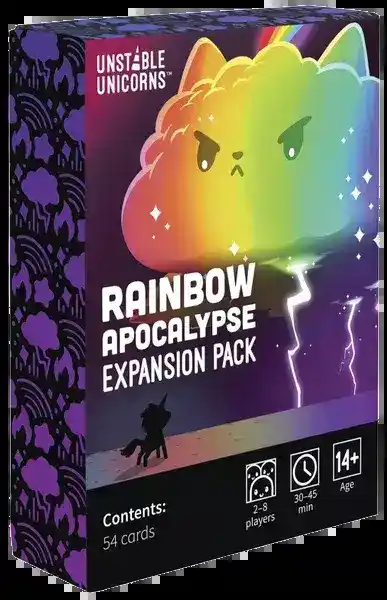 UNSTABLE
UNICORNS™
RAINBOW
APOCALYPSE
EXPANSION PACK
Contents:
54 cards
2–8
players
30–45
min
14+
Age